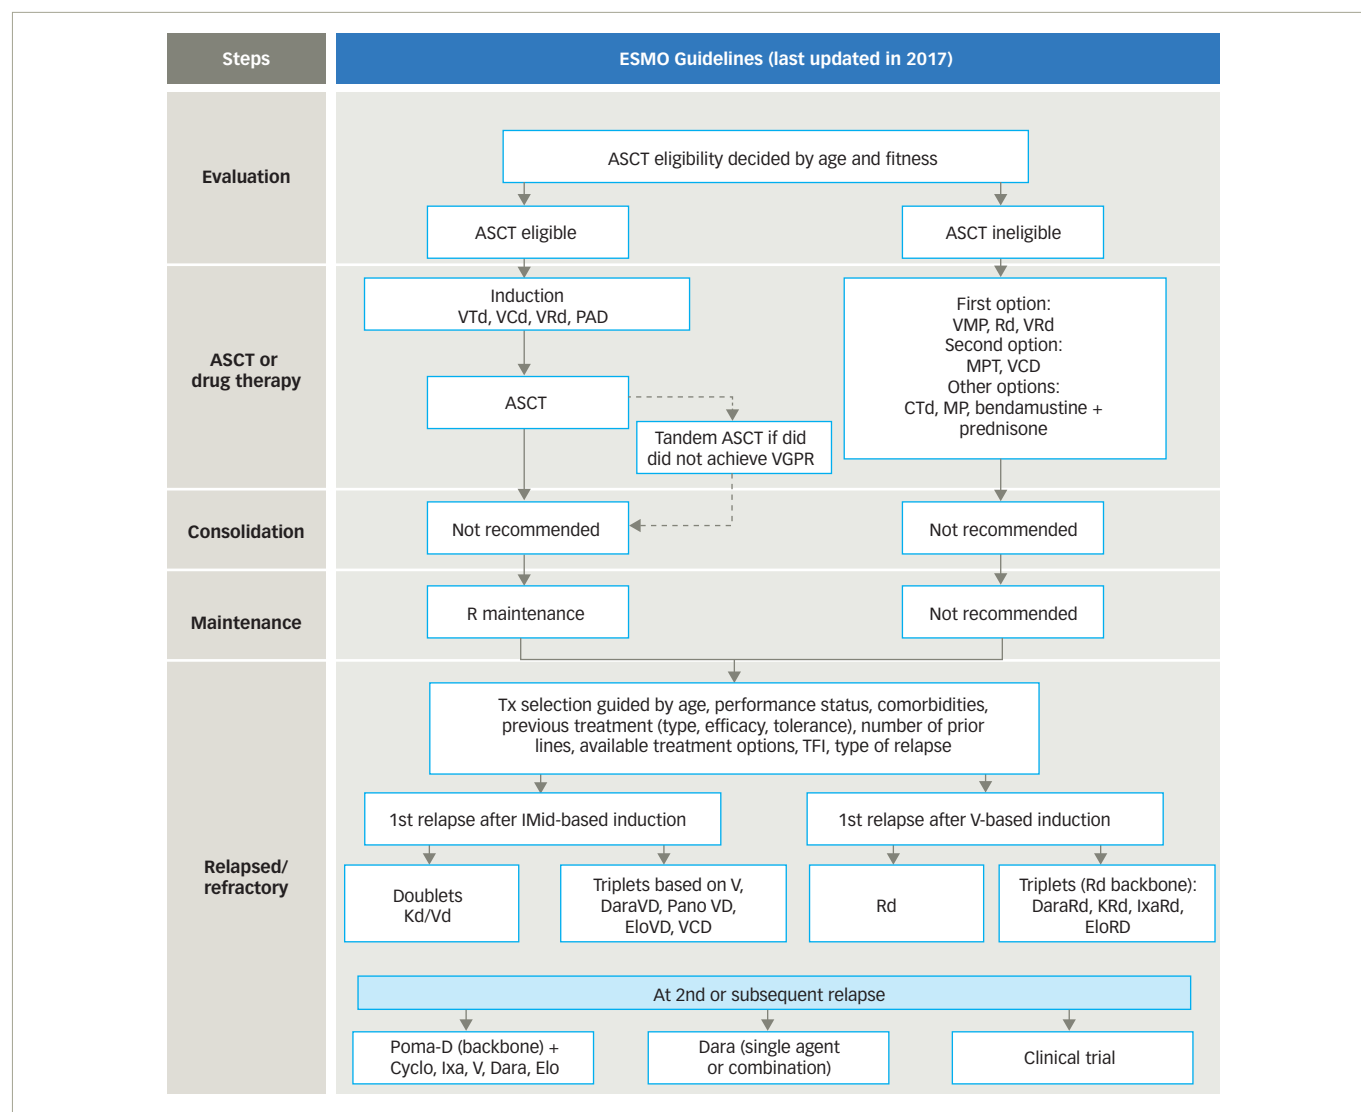 Steps
ESMO Guidelines (last updated in 2017)
Evaluation
ASCT eligibility decided by age and fitness
ASCT eligible
ASCT ineligible
ASCT or
drug therapy
Induction
VTd, VCd, VRd, PAD
ASCT
Tandem ASCT if did
did not achieve VGPR
First option:
VMP, Rd, VRd
Second option:
MPT, VCD
Other options:
CTd, MP, bendamustine +
prednisone
Consolidation
Not recommended
Not recommended
Maintenance
R maintenance
Not recommended
Relapsed/
refractory
Tx selection guided by age, performance status, comorbidities,
previous treatment (type, efficacy, tolerance), number of prior
lines, available treatment options, TFI, type of relapse
1st relapse after IMid-based induction
1st relapse after V-based induction
Doublets
Kd/Vd
Triplets based on V,
DaraVD, Pano VD,
EloVD, VCD
Rd
Triplets (Rd backbone):
DaraRd, KRd, IxaRd,
EloRD
At 2nd or subsequent relapse
Poma-D (backbone) +
Cyclo, Ixa, V, Dara, Elo
Dara (single agent
or combination)
Clinical trial